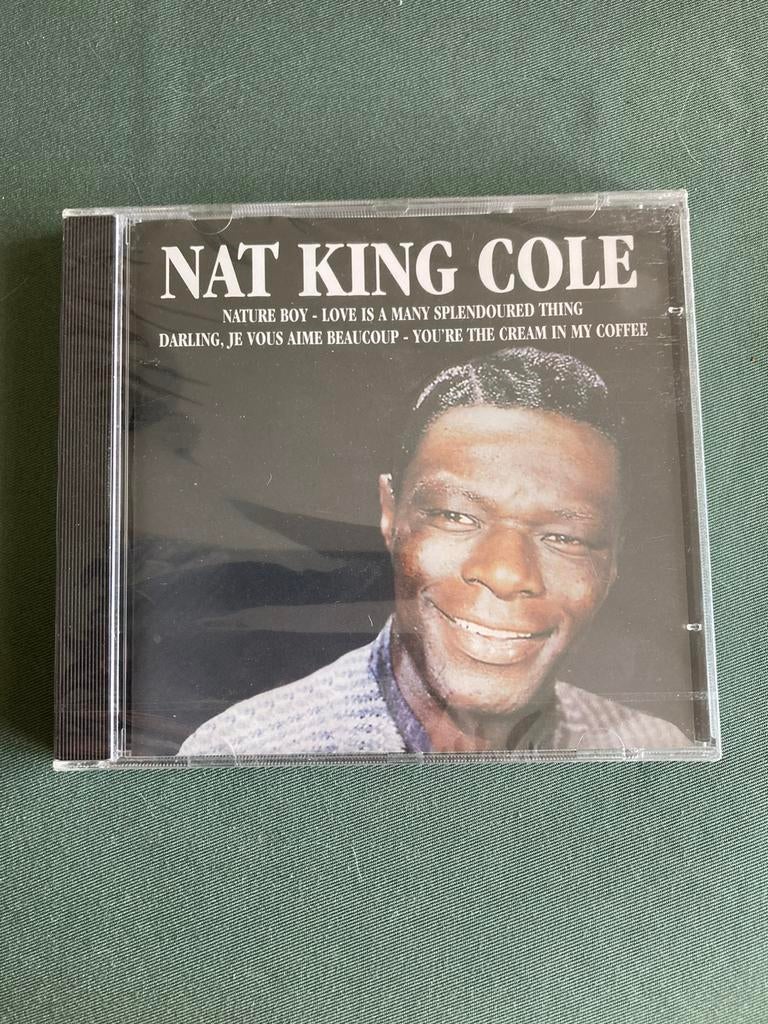 NAT KING COLE
NATURE BOY - LOVE IS A MANY SPLENDOURED THING
DARLING, JE VOUS AIME BEAUCOUP - YOU'RE THE CREAM IN MY COFFEE